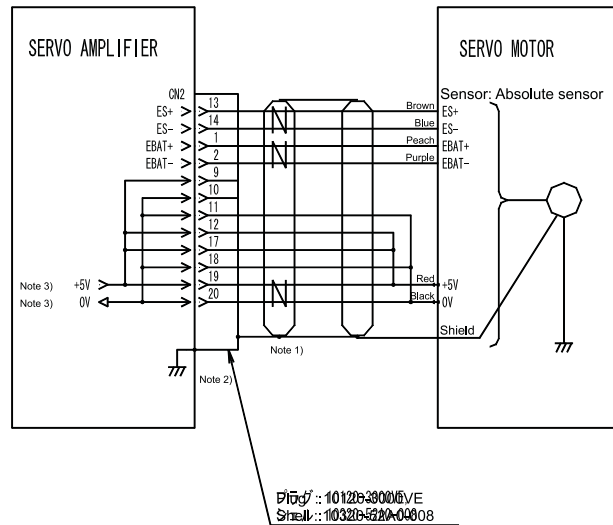 SERVO AMPLIFIER
SERVO MOTOR
Sensor: Absolute sensor
CN2
ES+ 13 Brown ES+
ES- 14 Blue ES-
EBAT+ 1 Peach EBAT+
EBAT- 2 Purple EBAT-
9
10
11
12
17
18
Note 3) +5V 19 Red +5V
Note 3) 0V 20 Black 0V
Shield
Note 1)
Note 2)